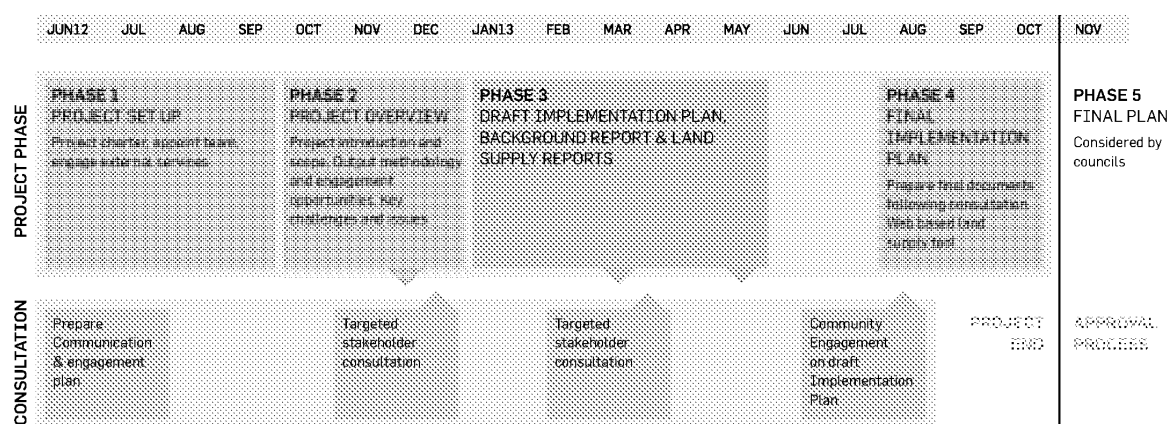 JUN12 JUL AUG SEP OCT NOV DEC JAN13 FEB MAR APR MAY JUN JUL AUG SEP OCT NOV
PROJECT PHASE
PHASE 1
PROJECT SET UP
Project charter, appoint team,
engage external services
PHASE 2
PROJECT OVERVIEW
Project introduction and
scope. Output methodology
and engagement
opportunities. Key
challenges and issues
PHASE 3
DRAFT IMPLEMENTATION PLAN,
BACKGROUND REPORT & LAND
SUPPLY REPORTS
PHASE 4
FINAL
IMPLEMENTATION
PLAN
Prepare final documents
following consultation.
Web based land
supply tool
PHASE 5
FINAL PLAN
Considered by
councils
CONSULTATION
Prepare
Communication
& engagement
plan
Targeted
stakeholder
consultation
Targeted
stakeholder
consultation
Community
Engagement
on draft
Implementation
Plan
PROJECT
END
APPROVAL
PROCESS